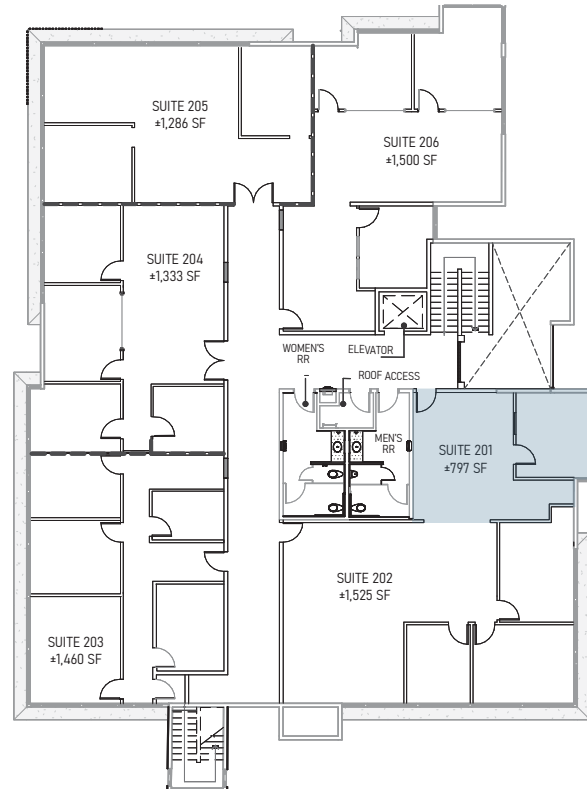 SUITE 205
±1,286 SF
SUITE 206
±1,500 SF
SUITE 204
±1,333 SF
WOMEN'S
RR
ELEVATOR
ROOF ACCESS
MEN'S
RR
SUITE 201
±797 SF
SUITE 202
±1,525 SF
SUITE 203
±1,460 SF